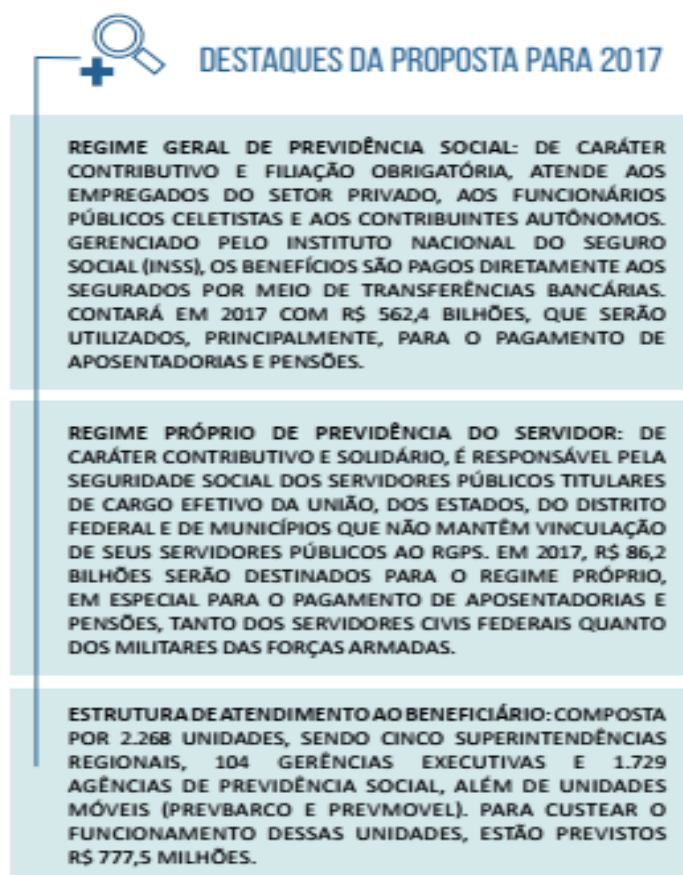 DESTAQUES DA PROPOSTA PARA 2017
REGIME GERAL DE PREVIDÊNCIA SOCIAL: DE CARÁTER
CONTRIBUTIVO E FILIAÇÃO OBRIGATÓRIA, ATENDE AOS
EMPREGADOS DO SETOR PRIVADO, AOS FUNCIONÁRIOS
PÚBLICOS CELETISTAS E AOS CONTRIBUINTES AUTÔNOMOS.
GERENCIADO PELO INSTITUTO NACIONAL DO SEGURO
SOCIAL (INSS), OS BENEFÍCIOS SÃO PAGOS DIRETAMENTE AOS
SEGURADOS POR MEIO DE TRANSFERÊNCIAS BANCÁRIAS.
CONTARÁ EM 2017 COM R$ 562,4 BILHÕES, QUE SERÃO
UTILIZADOS, PRINCIPALMENTE, PARA O PAGAMENTO DE
APOSENTADORIAS E PENSÕES.
REGIME PRÓPRIO DE PREVIDÊNCIA DO SERVIDOR: DE
CARÁTER CONTRIBUTIVO E SOLIDÁRIO, É RESPONSÁVEL PELA
SEGURIDADE SOCIAL DOS SERVIDORES PÚBLICOS TITULARES
DE CARGO EFETIVO DA UNIÃO, DOS ESTADOS, DO DISTRITO
FEDERAL E DE MUNICÍPIOS QUE NÃO MANTÊM VINCULAÇÃO
DE SEUS SERVIDORES PÚBLICOS AO RGPS. EM 2017, R$ 86,2
BILHÕES SERÃO DESTINADOS PARA O REGIME PRÓPRIO,
EM ESPECIAL PARA O PAGAMENTO DE APOSENTADORIAS E
PENSÕES, TANTO DOS SERVIDORES CIVIS FEDERAIS QUANTO
DOS MILITARES DAS FORÇAS ARMADAS.
ESTRUTURA DE ATENDIMENTO AO BENEFICIÁRIO: COMPOSTA
POR 2.268 UNIDADES, SENDO CINCO SUPERINTENDÊNCIAS
REGIONAIS, 104 GERÊNCIAS EXECUTIVAS E 1.729
AGÊNCIAS DE PREVIDÊNCIA SOCIAL, ALÉM DE UNIDADES
MÓVEIS (PREVBARCO E PREVMOVEL). PARA CUSTEAR O
FUNCIONAMENTO DESSAS UNIDADES, ESTÃO PREVISTOS
R$ 777,5 MILHÕES.